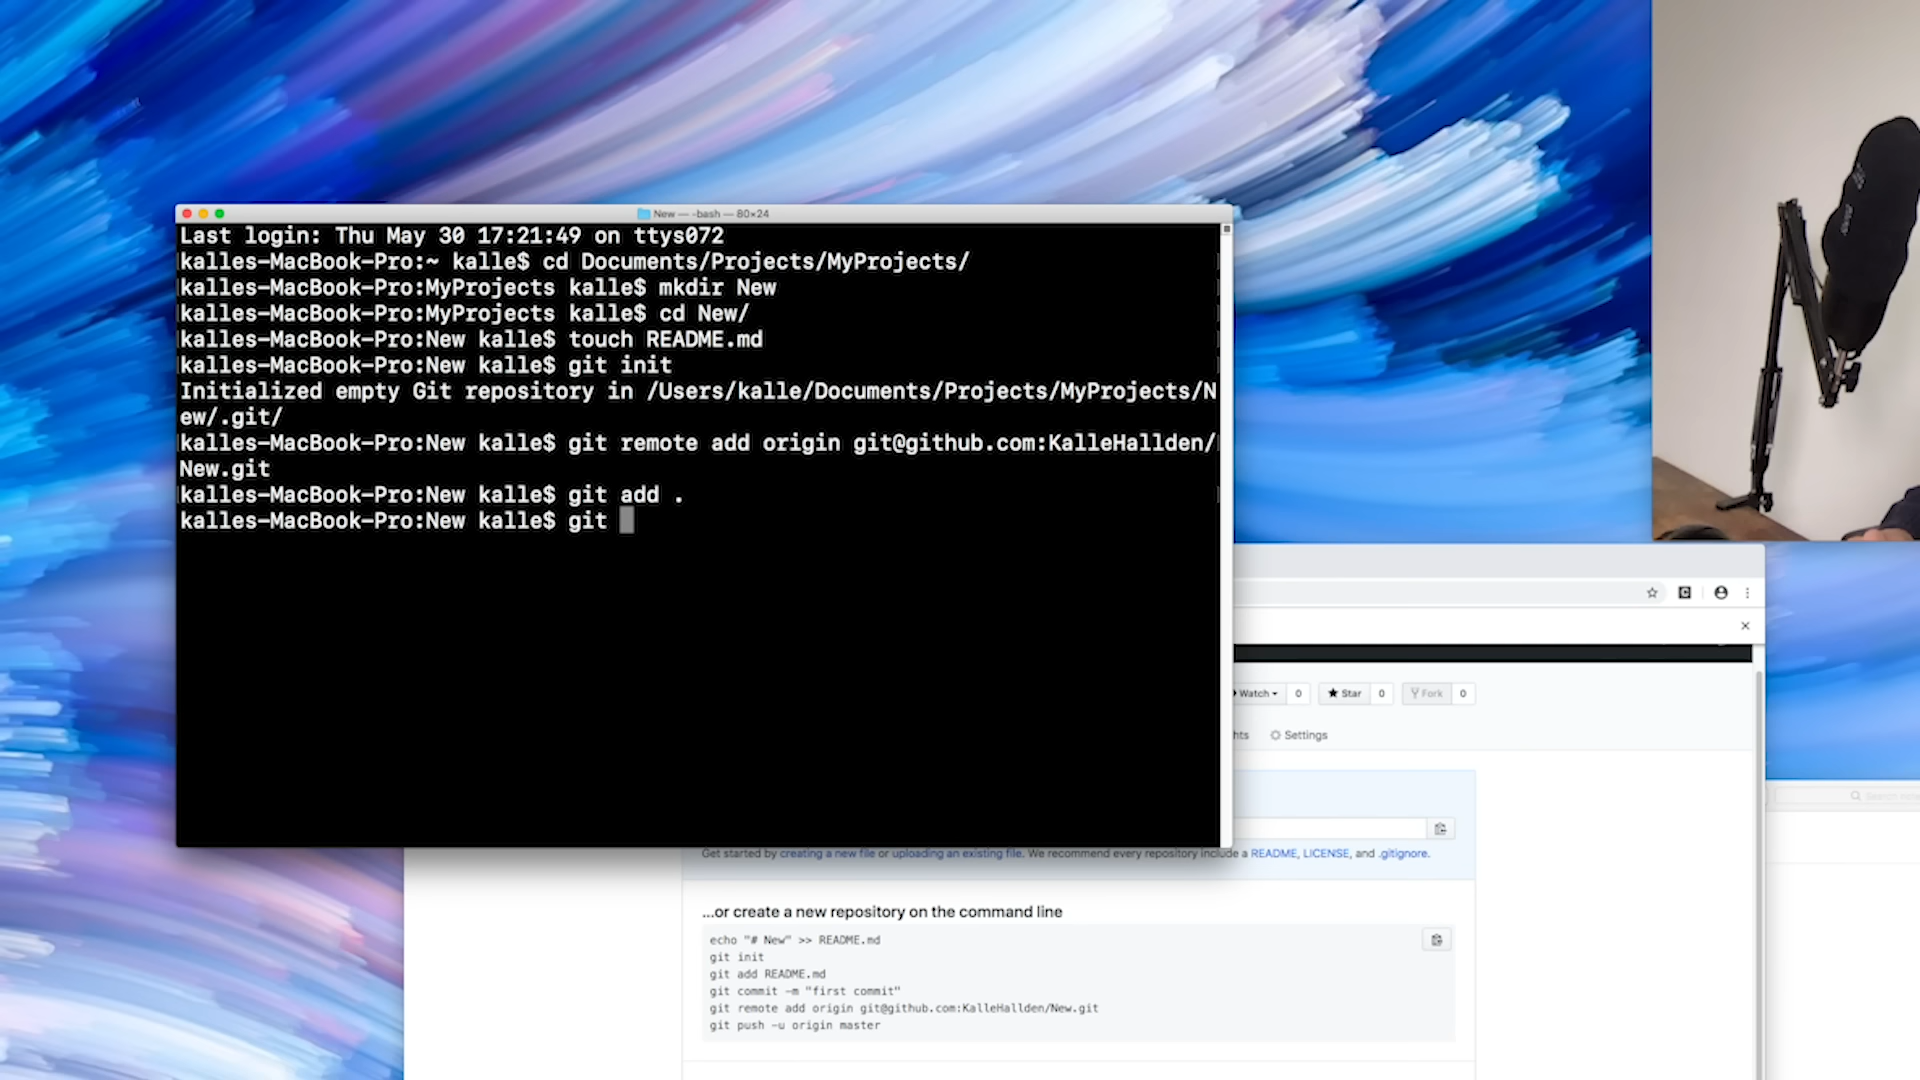 New — -bash — 80×24
Last login: Thu May 30 17:21:49 on ttys072
kalles-MacBook-Pro:~ kalle$ cd Documents/Projects/MyProjects/
kalles-MacBook-Pro:MyProjects kalle$ mkdir New
kalles-MacBook-Pro:MyProjects kalle$ cd New/
kalles-MacBook-Pro:New kalle$ touch README.md
kalles-MacBook-Pro:New kalle$ git init
Initialized empty Git repository in /Users/kalle/Documents/Projects/MyProjects/N
ew/.git/
kalles-MacBook-Pro:New kalle$ git remote add origin git@github.com:KalleHallden/
New.git
kalles-MacBook-Pro:New kalle$ git add .
kalles-MacBook-Pro:New kalle$ git
Watch 0 Star 0 Fork 0
Settings
Get started by creating a new file or uploading an existing file. We recommend every repository include a README, LICENSE, and .gitignore.
...or create a new repository on the command line
echo "# New" >> README.md
git init
git add README.md
git commit -m "first commit"
git remote add origin git@github.com:KalleHallden/New.git
git push -u origin master